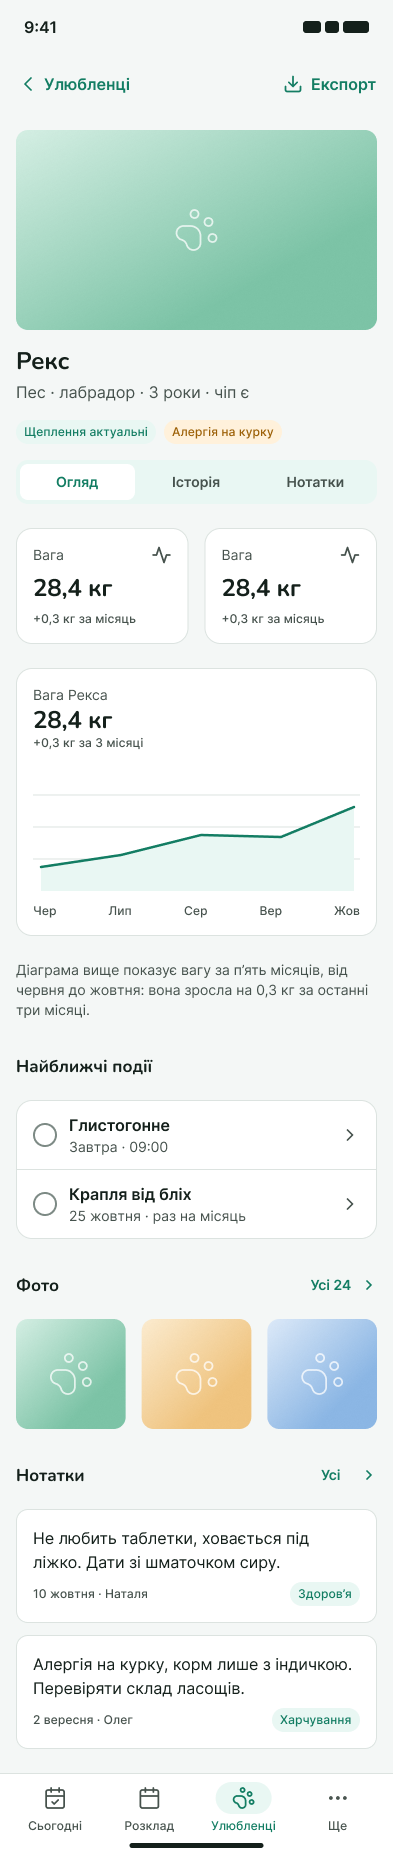 9:41
Улюбленці
Експорт
Рекс
Пес · лабрадор · 3 роки · чіп є
Щеплення актуальні
Алергія на курку
Огляд
Історія
Нотатки
Вага
28,4 кг
+0,3 кг за місяць
Вага
28,4 кг
+0,3 кг за місяць
Вага Рекса
28,4 кг
+0,3 кг за 3 місяці
Чер
Лип
Сер
Вер
Жов
Діаграма вище показує вагу за п’ять місяців, від
червня до жовтня: вона зросла на 0,3 кг за останні
три місяці.
Найближчі події
Глистогонне
Завтра · 09:00
Крапля від бліх
25 жовтня · раз на місяць
Фото
Усі 24
Нотатки
Усі
Не любить таблетки, ховається під
ліжко. Дати зі шматочком сиру.
10 жовтня · Наталя
Здоров’я
Алергія на курку, корм лише з індичкою.
Перевіряти склад ласощів.
2 вересня · Олег
Харчування
Сьогодні
Розклад
Улюбленці
Ще